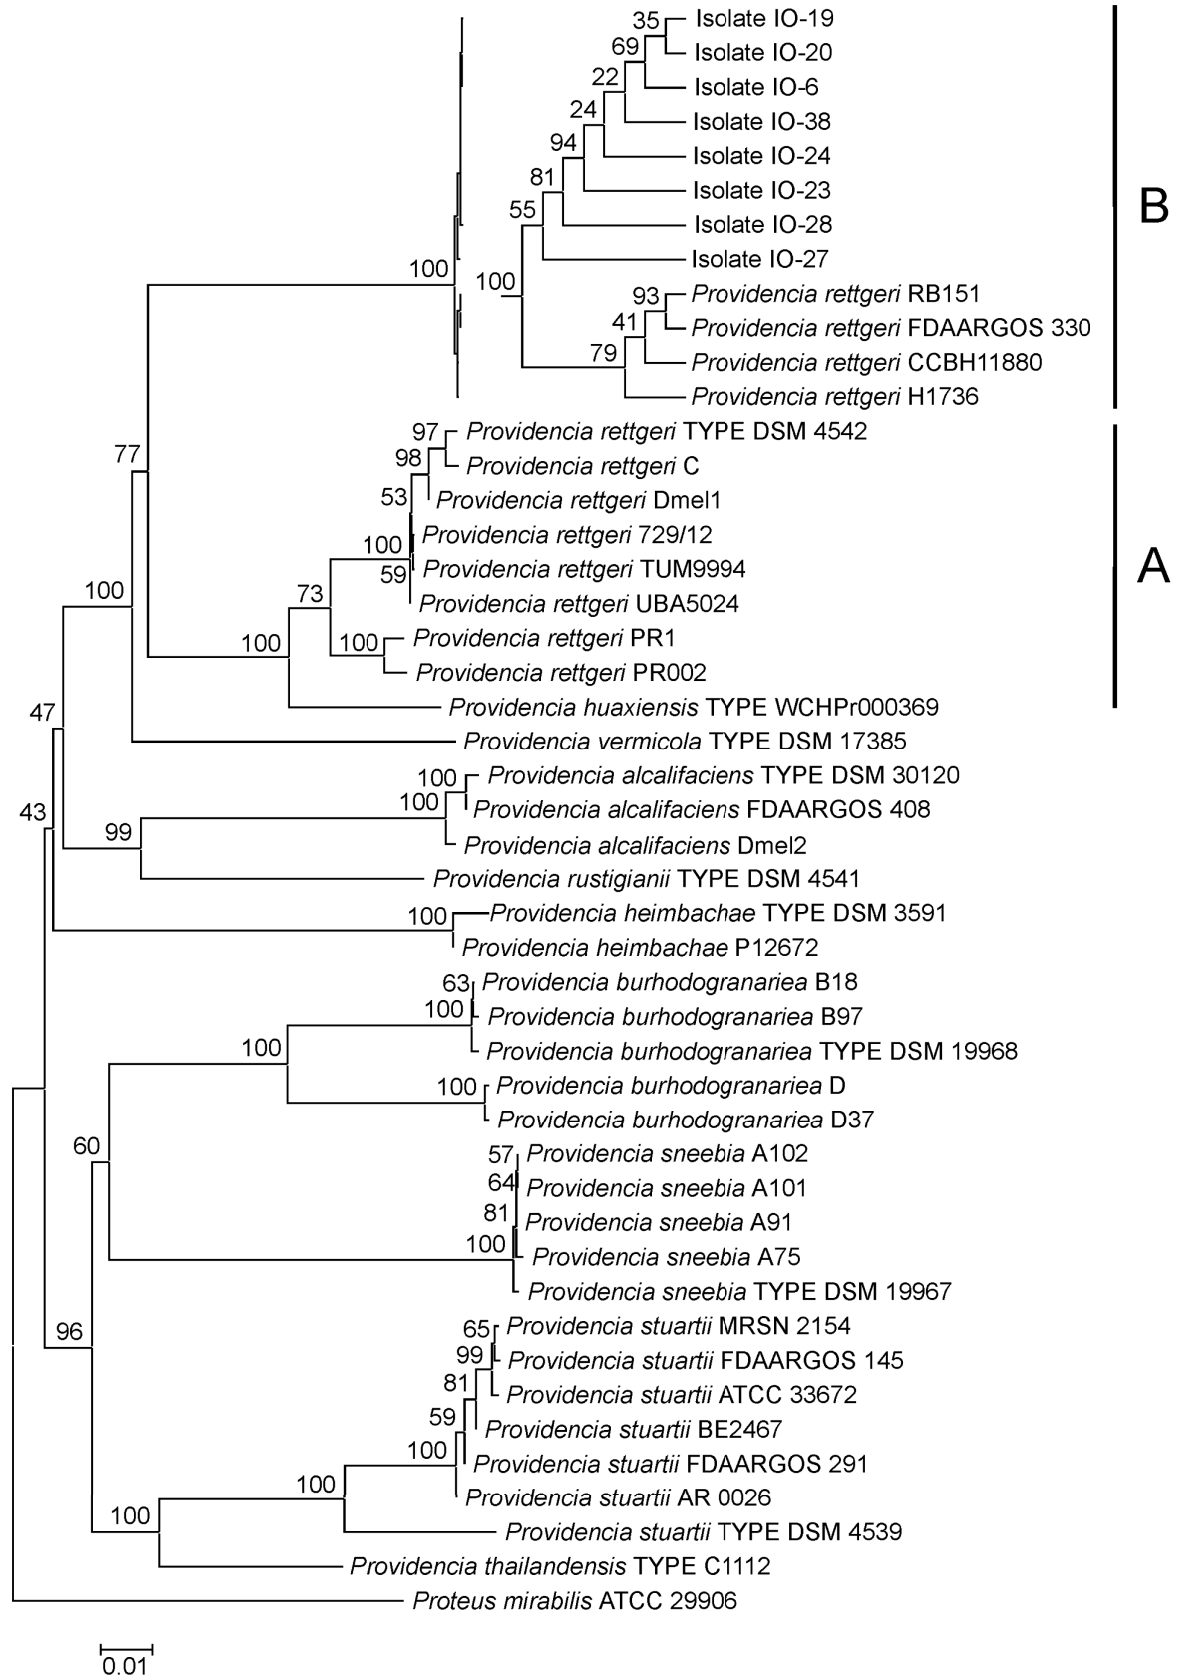 35 Isolate IO-19
69 Isolate IO-20
22 Isolate IO-6
24 Isolate IO-38
94 Isolate IO-24
81 Isolate IO-23
55 Isolate IO-28
Isolate IO-27
B
100 100
93 Providencia rettgeri RB151
41 Providencia rettgeri FDAARGOS 330
79 Providencia rettgeri CCBH11880
Providencia rettgeri H1736
97 Providencia rettgeri TYPE DSM 4542
77 98 Providencia rettgeri C
53 Providencia rettgeri Dmel1
100 Providencia rettgeri 729/12
59 Providencia rettgeri TUM9994
A
100 73 Providencia rettgeri UBA5024
100 100 Providencia rettgeri PR1
Providencia rettgeri PR002
47 Providencia huaxiensis TYPE WCHPr000369
Providencia vermicola TYPE DSM 17385
100 Providencia alcalifaciens TYPE DSM 30120
43 100 Providencia alcalifaciens FDAARGOS 408
99 Providencia alcalifaciens Dmel2
Providencia rustigianii TYPE DSM 4541
100 Providencia heimbachae TYPE DSM 3591
Providencia heimbachae P12672
63 Providencia burhodogranariea B18
100 Providencia burhodogranariea B97
100 Providencia burhodogranariea TYPE DSM 19968
100 Providencia burhodogranariea D
Providencia burhodogranariea D37
60 57 Providencia sneebia A102
64 Providencia sneebia A101
81 Providencia sneebia A91
100 Providencia sneebia A75
Providencia sneebia TYPE DSM 19967
96 65 Providencia stuartii MRSN 2154
99 Providencia stuartii FDAARGOS 145
81 Providencia stuartii ATCC 33672
59 Providencia stuartii BE2467
100 Providencia stuartii FDAARGOS 291
100 Providencia stuartii AR 0026
100 Providencia stuartii TYPE DSM 4539
Providencia thailandensis TYPE C1112
Proteus mirabilis ATCC 29906
0.01